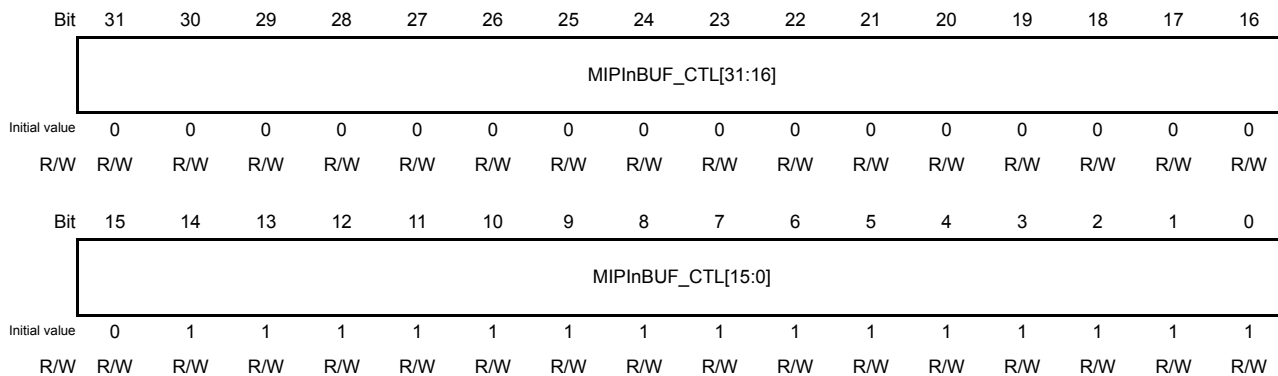 Bit 31 30 29 28 27 26 25 24 23 22 21 20 19 18 17 16
MIPInBUF_CTL[31:16]
Initial value 0 0 0 0 0 0 0 0 0 0 0 0 0 0 0 0
R/W R/W R/W R/W R/W R/W R/W R/W R/W R/W R/W R/W R/W R/W R/W R/W R/W
Bit 15 14 13 12 11 10 9 8 7 6 5 4 3 2 1 0
MIPInBUF_CTL[15:0]
Initial value 0 1 1 1 1 1 1 1 1 1 1 1 1 1 1 1
R/W R/W R/W R/W R/W R/W R/W R/W R/W R/W R/W R/W R/W R/W R/W R/W R/W